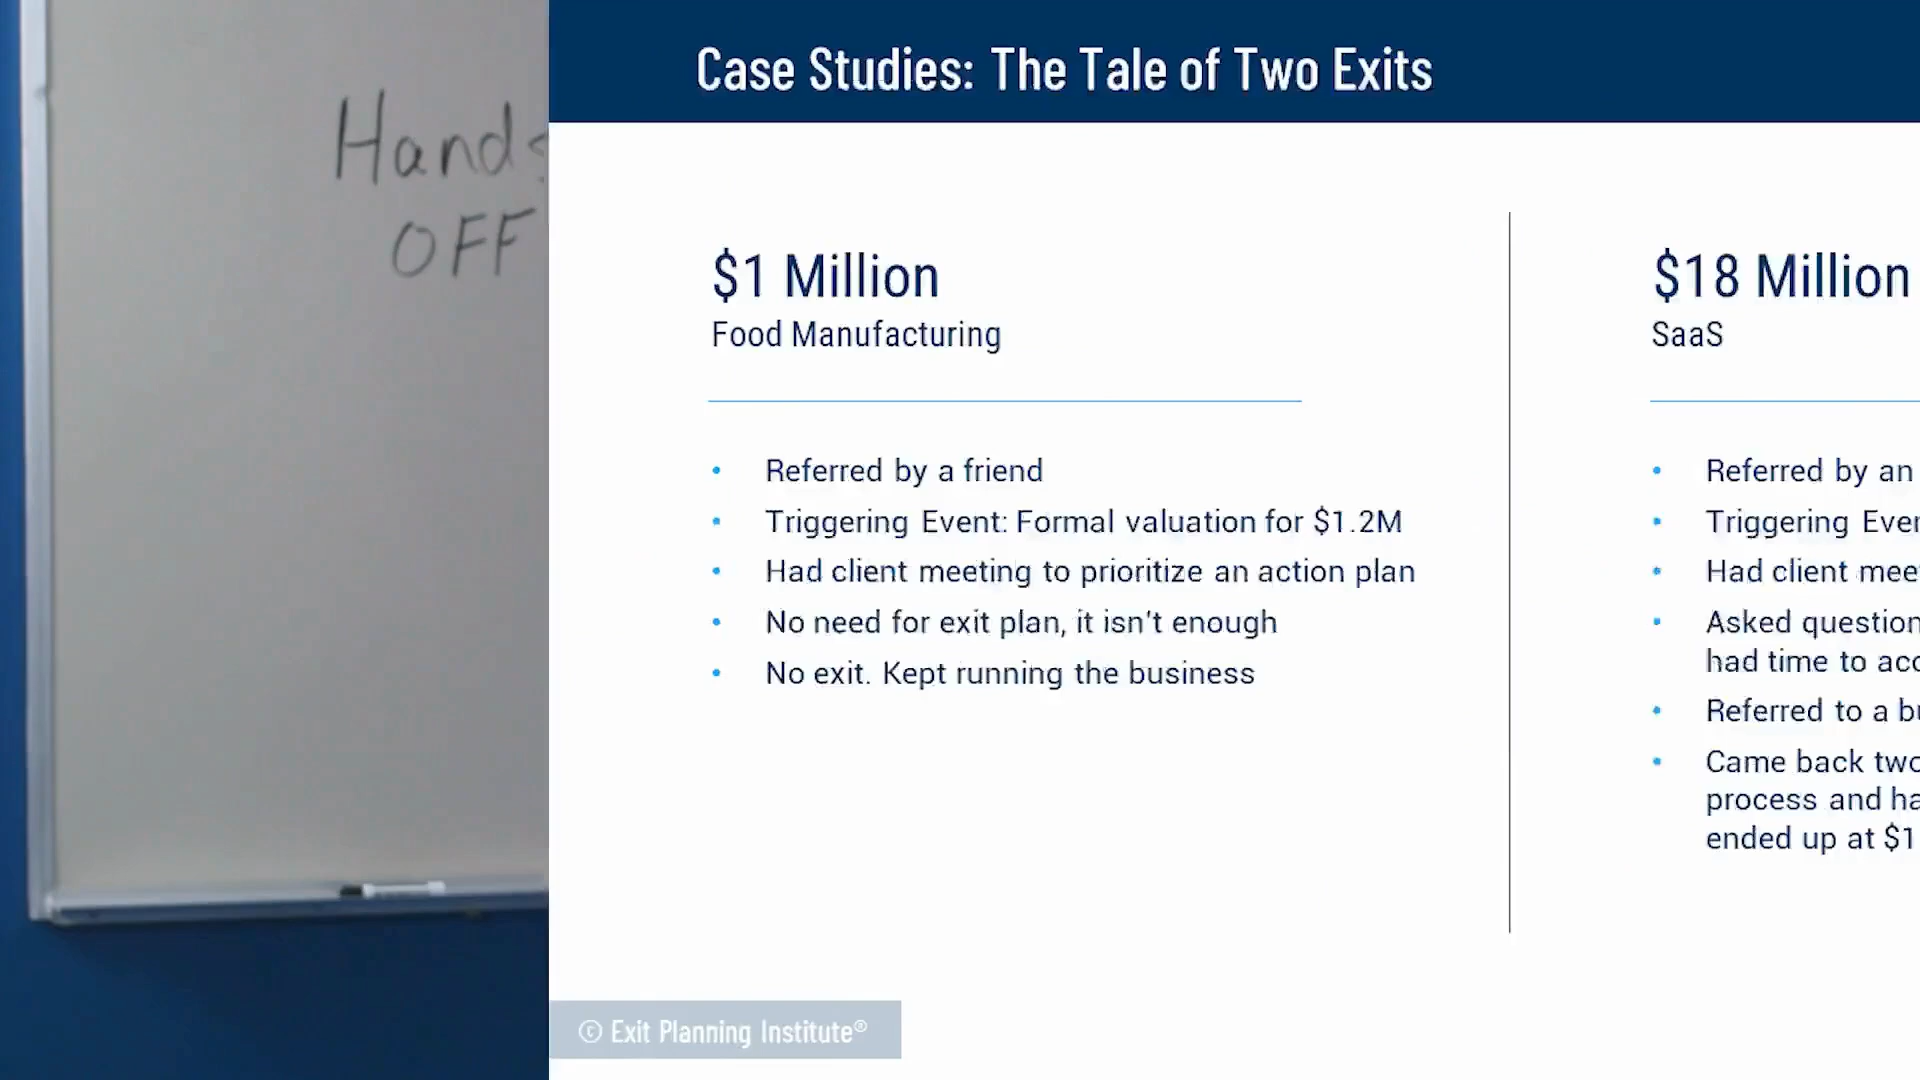 Hands
OFF
Case Studies: The Tale of Two Exits
$1 Million
Food Manufacturing
• Referred by a friend
• Triggering Event: Formal valuation for $1.2M
• Had client meeting to prioritize an action plan
• No need for exit plan, it isn't enough
• No exit. Kept running the business
$18 Million
SaaS
• Referred by an
• Triggering
• Had client
• Asked
had time to
• Referred to a
• Came back
process and
ended up at
© Exit Planning Institute®